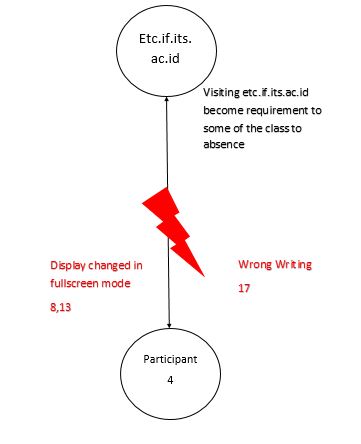 Etc.if.its.
ac.id
Visiting etc.if.its.ac.id
become requirement to
some of the class to
absence
Display changed in
fullscreen mode
8,13
Wrong Writing
17
Participant
4